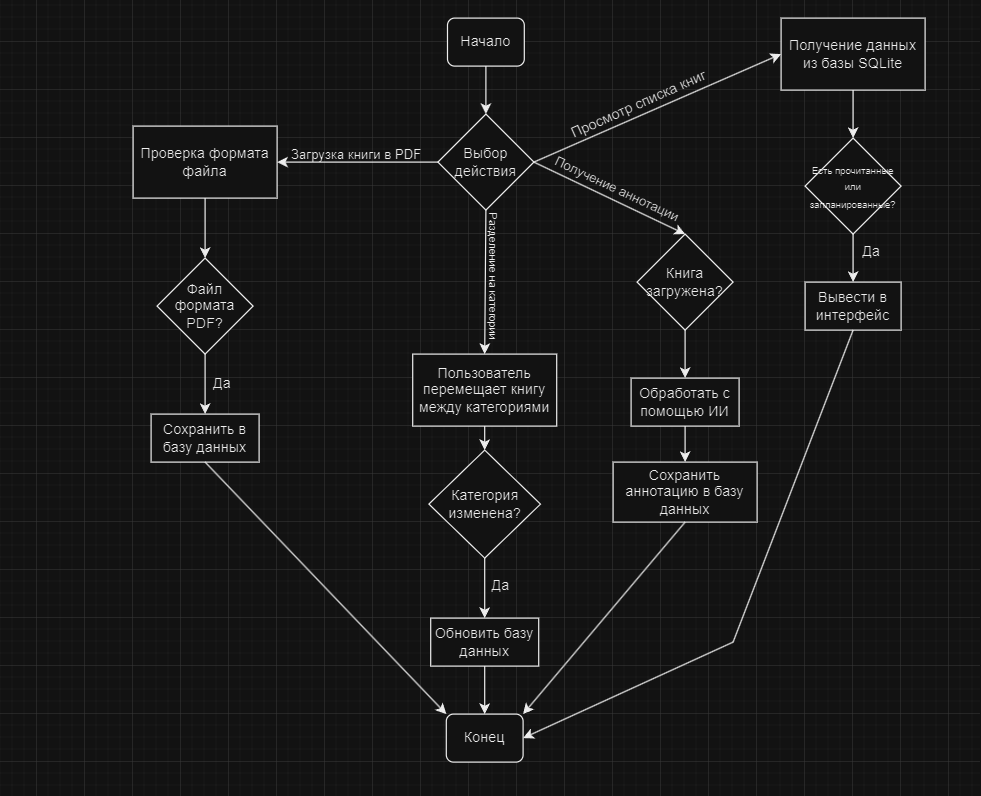 Начало
Получение данных
из базы SQLite
Просмотр списка книг
Проверка формата
файла
Загрузка книги в PDF
Выбор
действия
Получение аннотации
Есть прочитанные
или
запланированные?
Разделение на категории
Да
Книга
загружена?
Файл
формата
PDF?
Вывести в
интерфейс
Пользователь
перемещает книгу
между категориями
Да
Обработать с
помощью ИИ
Сохранить в
базу данных
Сохранить
аннотацию в базу
данных
Категория
изменена?
Да
Обновить базу
данных
Конец